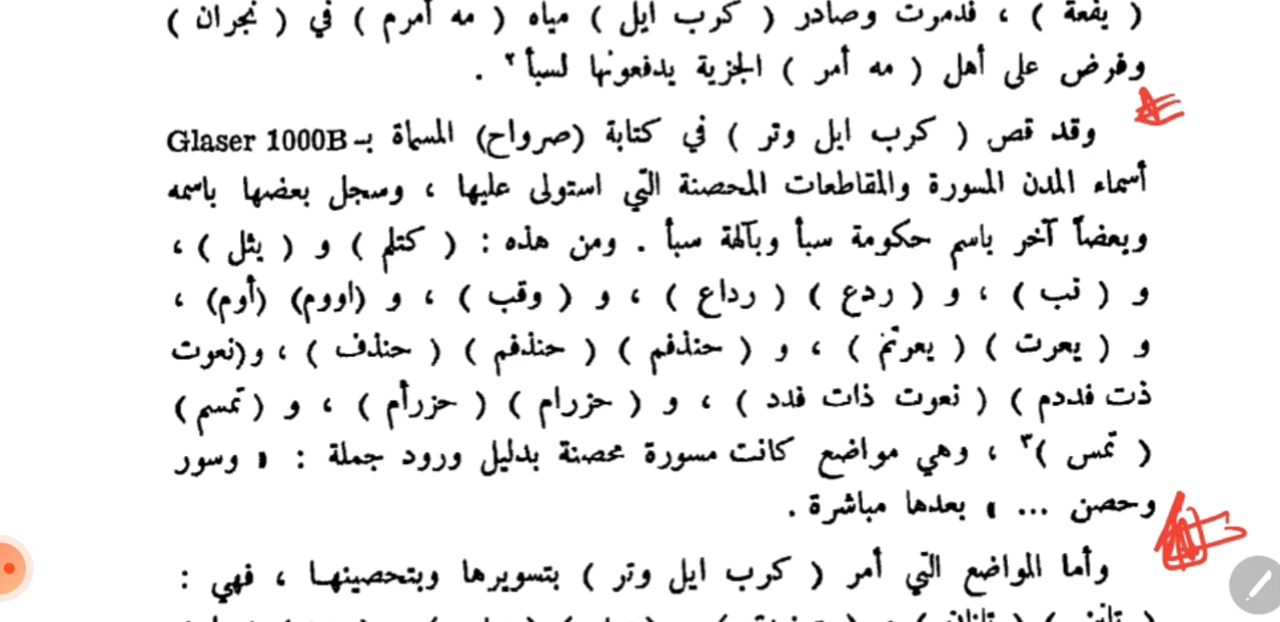 ( يفعة ) ، فدمرت وصادر ( كرب ايل ) مياه ( مه أمرم ) في ( نجران )
وفرض على أهل ( مه أمر ) الجزية يدفعونها لسبأ ٢ .
وقد قص ( كرب ايل وتر ) في كتابة (صرواح) المسماة بـ Glaser 1000B
أسماء المدن المسورة والمقاطعات المحصنة التي استولى عليها ، وسجل بعضها باسمه
وبعضاً آخر باسم حكومة سبأ وبآلهة سبأ . ومن هذه : ( كتلم ) و ( يثل ) ،
و ( نب ) ، و ( ردع ) ( رداع ) ، و ( وقب ) ، و (اووم) (أوم) ،
و ( يعرت ) ( يعرتم ) ، و ( حنذفم ) ( حنذفم ) ( حنذف ) ، و(نعوت
ذت فددم ) ( نعوت ذات فدد ) ، و ( حزرام ) ( حزرأم ) ، و ( تمسم )
( تمس )٣ ، وهي مواضع كانت مسورة محصنة بدليل ورود جملة : « وسور
وحصن ... » بعدها مباشرة .
وأما المواضع التي أمر ( كرب ايل وتر ) بتسويرها وبتحصينها ، فهي :